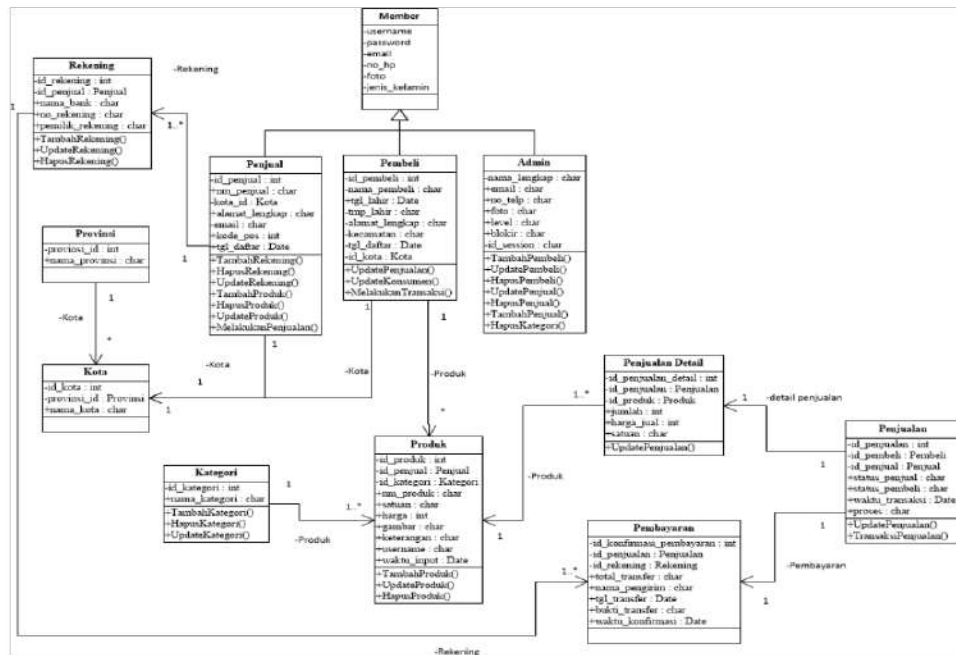 Member
-username
-password
-email
-no_hp
-foto
-jenis_kelamin
Rekening
-id_rekening : int
-id_penjual : Penjual
+nama_bank : char
+no_rekening : char
+pemilik_rekening : char
+TambahRekening()
+UpdateRekening()
+HapusRekening()
-Rekening
1
1..*
1
Penjual
-id_penjual : int
+nm_penjual : char
-kota_id : Kota
+alamat_lengkap : char
-email : char
+kode_pos : int
+tgl_daftar : Date
+TambahRekening()
+HapusRekening()
+UpdateRekening()
+TambahProduk()
+HapusProduk()
+UpdateProduk()
+MelakukanPenjualan()
Pembeli
-id_pembeli : int
-nama_pembeli : char
+tgl_lahir : Date
-tmp_lahir : char
-alamat_lengkap : char
-kecamatan : char
-tgl_daftar : Date
-id_kota : Kota
+UpdatePenjualan()
+UpdateKonsumen()
+MelakukanTransaksi()
Admin
-nama_lengkap : char
+email : char
+no_telp : char
+foto : char
+level : char
+blokir : char
-id_session : char
+TambahPembeli()
+UpdatePembeli()
+HapusPembeli()
+UpdatePenjual()
+HapusPenjual()
+TambahPenjual()
+HapusKategori()
Provinsi
-provinsi_id : int
+nama_provinsi : char
1
-Kota
*
Kota
-id_kota : int
-provinsi_id : Provinsi
+nama_kota : char
1
-Kota
1
1
-Kota
1
1
-Produk
*
Produk
-id_produk : int
-id_penjual : Penjual
-id_kategori : Kategori
+nm_produk : char
+satuan : char
+harga : int
+gambar : char
+keterangan : char
+username : char
+waktu_input : Date
+TambahProduk()
+UpdateProduk()
+HapusProduk()
Kategori
-id_kategori : int
+nama_kategori : char
+TambahKategori()
+HapusKategori()
+UpdateKategori()
1
1..*
-Produk
Penjualan Detail
-id_penjualan_detail : int
-id_penjualan : Penjualan
-id_produk : Produk
+jumlah : int
+harga_jual : int
+satuan : char
+UpdatePenjualan()
1..*
-Produk
1
1
-detail penjualan
1
Penjualan
-id_penjualan : int
-id_pembeli : Pembeli
-id_penjual : Penjual
+status_penjual : char
+status_pembeli : char
+waktu_transaksi : Date
+proses : char
+UpdatePenjualan()
+TransaksiPenjualan()
1
-Pembayaran
1
Pembayaran
-id_konfirmasi_pembayaran : int
-id_penjualan : Penjualan
-id_rekening : Rekening
+total_transfer : char
+nama_pengirim : char
+tgl_transfer : Date
+bukti_transfer : char
+waktu_konfirmasi : Date
1..*
-Rekening